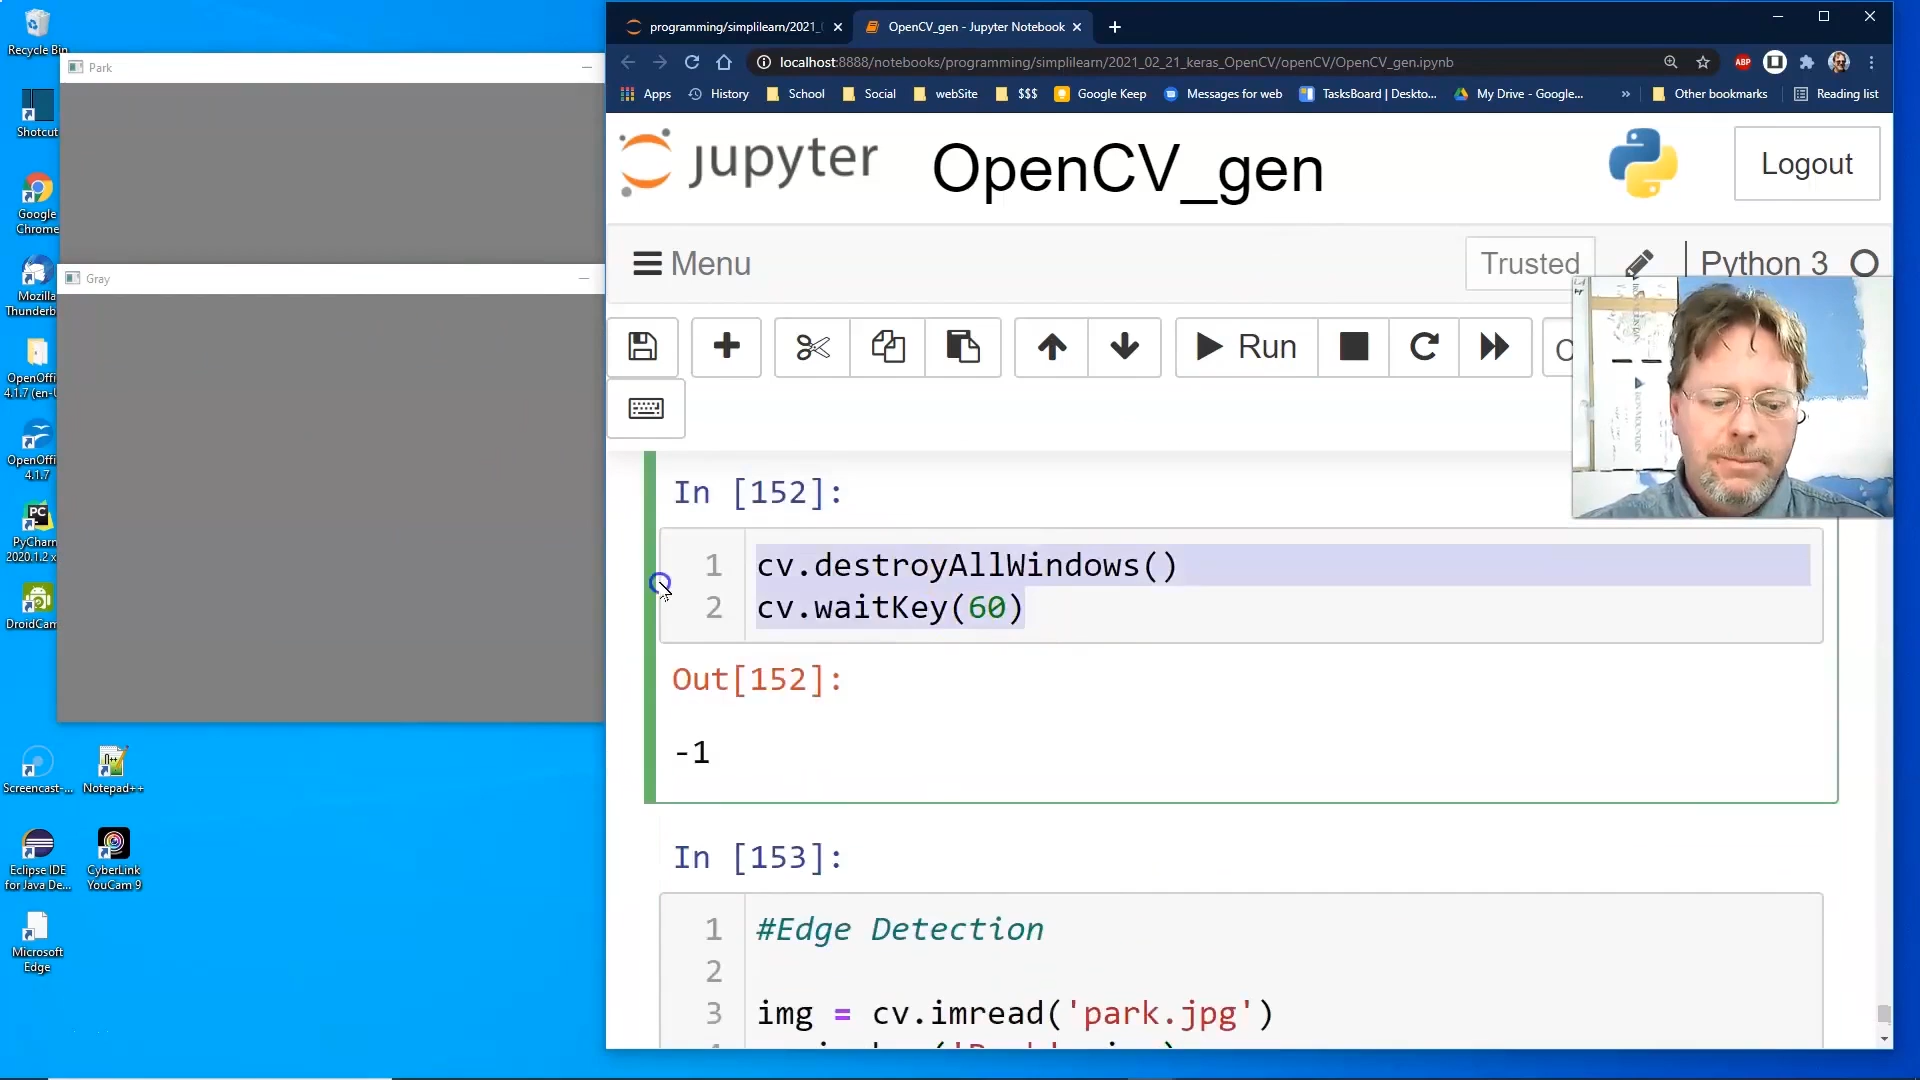 Recycle Bin
Park
Shotcut
Google
Chrome
Gray
Mozilla
Thunderb
OpenOffi
4.1.7 (en-U
OpenOffi
4.1.7
PC
PyCharm
2020.1.2 x
DroidCam
Screencast-...
Notepad++
Eclipse IDE
for Java De...
CyberLink
YouCam 9
Microsoft
Edge
programming/simplilearn/2021_
OpenCV_gen - Jupyter Notebook
localhost:8888/notebooks/programming/simplilearn/2021_02_21_keras_OpenCV/openCV/OpenCV_gen.ipynb
ABP
Apps History School Social webSite $$$ Google Keep Messages for web TasksBoard | Deskto... My Drive - Google... » Other bookmarks Reading list
jupyter OpenCV_gen Logout
Menu Trusted Python 3
Run
In [152]:
1 cv.destroyAllWindows()
2 cv.waitKey(60)
Out[152]:
-1
In [153]:
1 #Edge Detection
2
3 img = cv.imread('park.jpg')